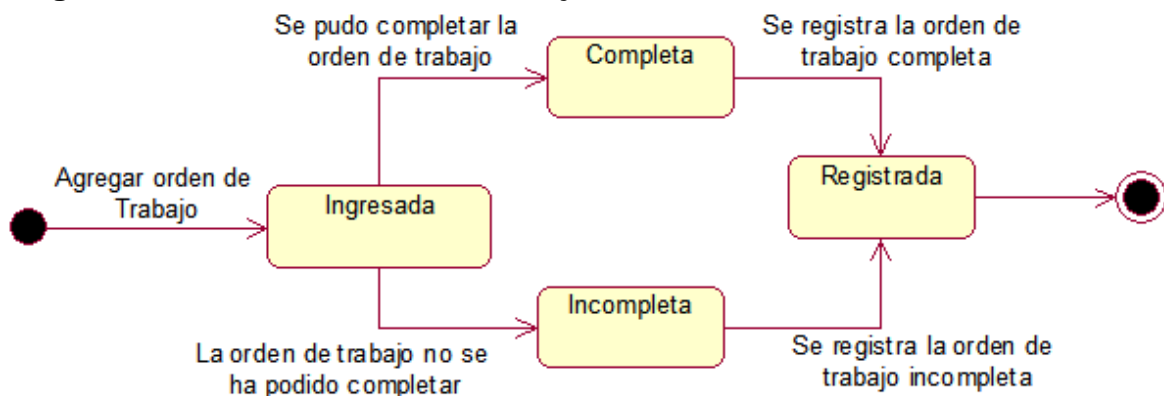 Se pudo completar la
orden de trabajo
Completa
Se registra la orden de
trabajo completa
Agregar orden de
Trabajo
Ingresada
Registrada
Incompleta
La orden de trabajo no se
ha podido completar
Se registra la orden de
trabajo incompleta